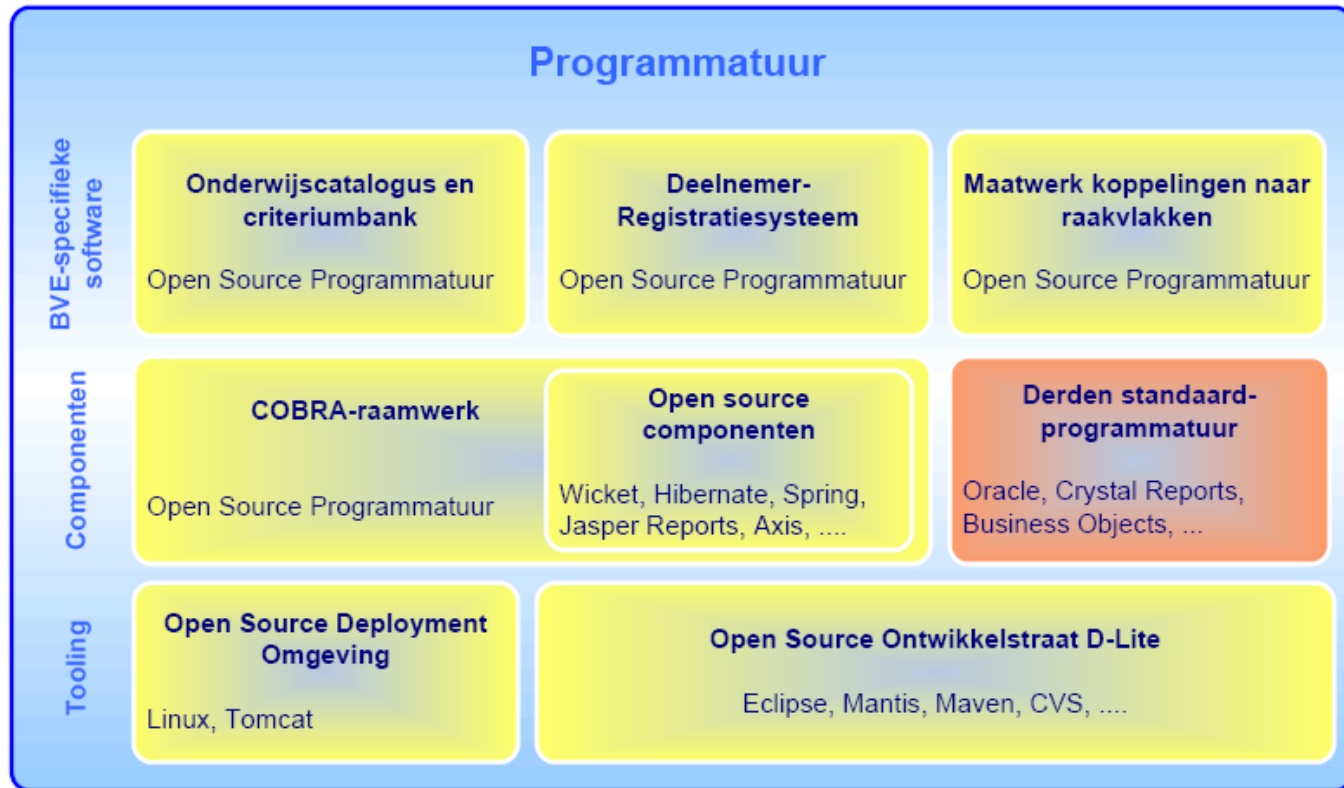 Programmatuur
BVE-specifieke
software
Onderwijscatalogus en
criteriumbank
Open Source Programmatuur
Deelnemer-
Registratiesysteem
Open Source Programmatuur
Maatwerk koppelingen naar
raakvlakken
Open Source Programmatuur
Componenten
COBRA-raamwerk
Open Source Programmatuur
Open source
componenten
Wicket, Hibernate, Spring,
Jasper Reports, Axis, ....
Derden standaard-
programmatuur
Oracle, Crystal Reports,
Business Objects, ...
Tooling
Open Source Deployment
Omgeving
Linux, Tomcat
Open Source Ontwikkelstraat D-Lite
Eclipse, Mantis, Maven, CVS, ....